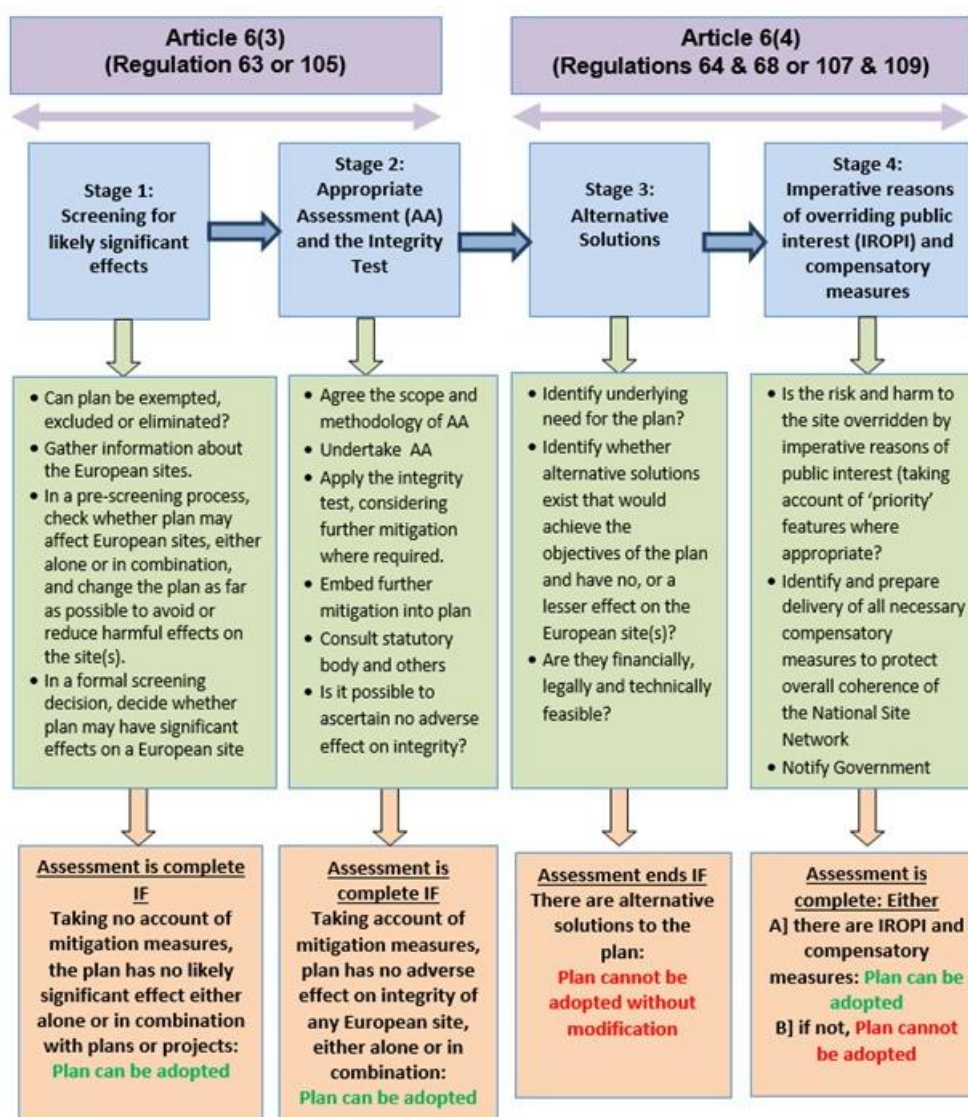 Article 6(3)
(Regulation 63 or 105)
Article 6(4)
(Regulations 64 & 68 or 107 & 109)
Stage 1:
Screening for
likely significant
effects
Stage 2:
Appropriate
Assessment (AA)
and the Integrity
Test
Stage 3:
Alternative
Solutions
Stage 4:
Imperative reasons
of overriding public
interest (IROPI) and
compensatory
measures
• Can plan be exempted,
excluded or eliminated?
• Gather information about
the European sites.
• In a pre-screening process,
check whether plan may
affect European sites, either
alone or in combination,
and change the plan as far
as possible to avoid or
reduce harmful effects on
the site(s).
• In a formal screening
decision, decide whether
plan may have significant
effects on a European site
• Agree the scope and
methodology of AA
• Undertake AA
• Apply the integrity
test, considering
further mitigation
where required.
• Embed further
mitigation into plan
• Consult statutory
body and others
• Is it possible to
ascertain no adverse
effect on integrity?
• Identify underlying
need for the plan?
• Identify whether
alternative solutions
exist that would
achieve the
objectives of the plan
and have no, or a
lesser effect on the
European site(s)?
• Are they financially,
legally and technically
feasible?
• Is the risk and harm to
the site overridden by
imperative reasons of
public interest (taking
account of ‘priority’
features where
appropriate?
• Identify and prepare
delivery of all necessary
compensatory
measures to protect
overall coherence of
the National Site
Network
• Notify Government
Assessment is complete
IF
Taking no account of
mitigation measures,
the plan has no likely
significant effect either
alone or in combination
with plans or projects:
Plan can be adopted
Assessment is
complete IF
Taking account of
mitigation measures,
plan has no adverse
effect on integrity of
any European site,
either alone or in
combination:
Plan can be adopted
Assessment ends IF
There are alternative
solutions to the
plan:
Plan cannot be
adopted without
modification
Assessment is
complete: Either
A] there are IROPI and
compensatory
measures: Plan can be
adopted
B] if not, Plan cannot
be adopted